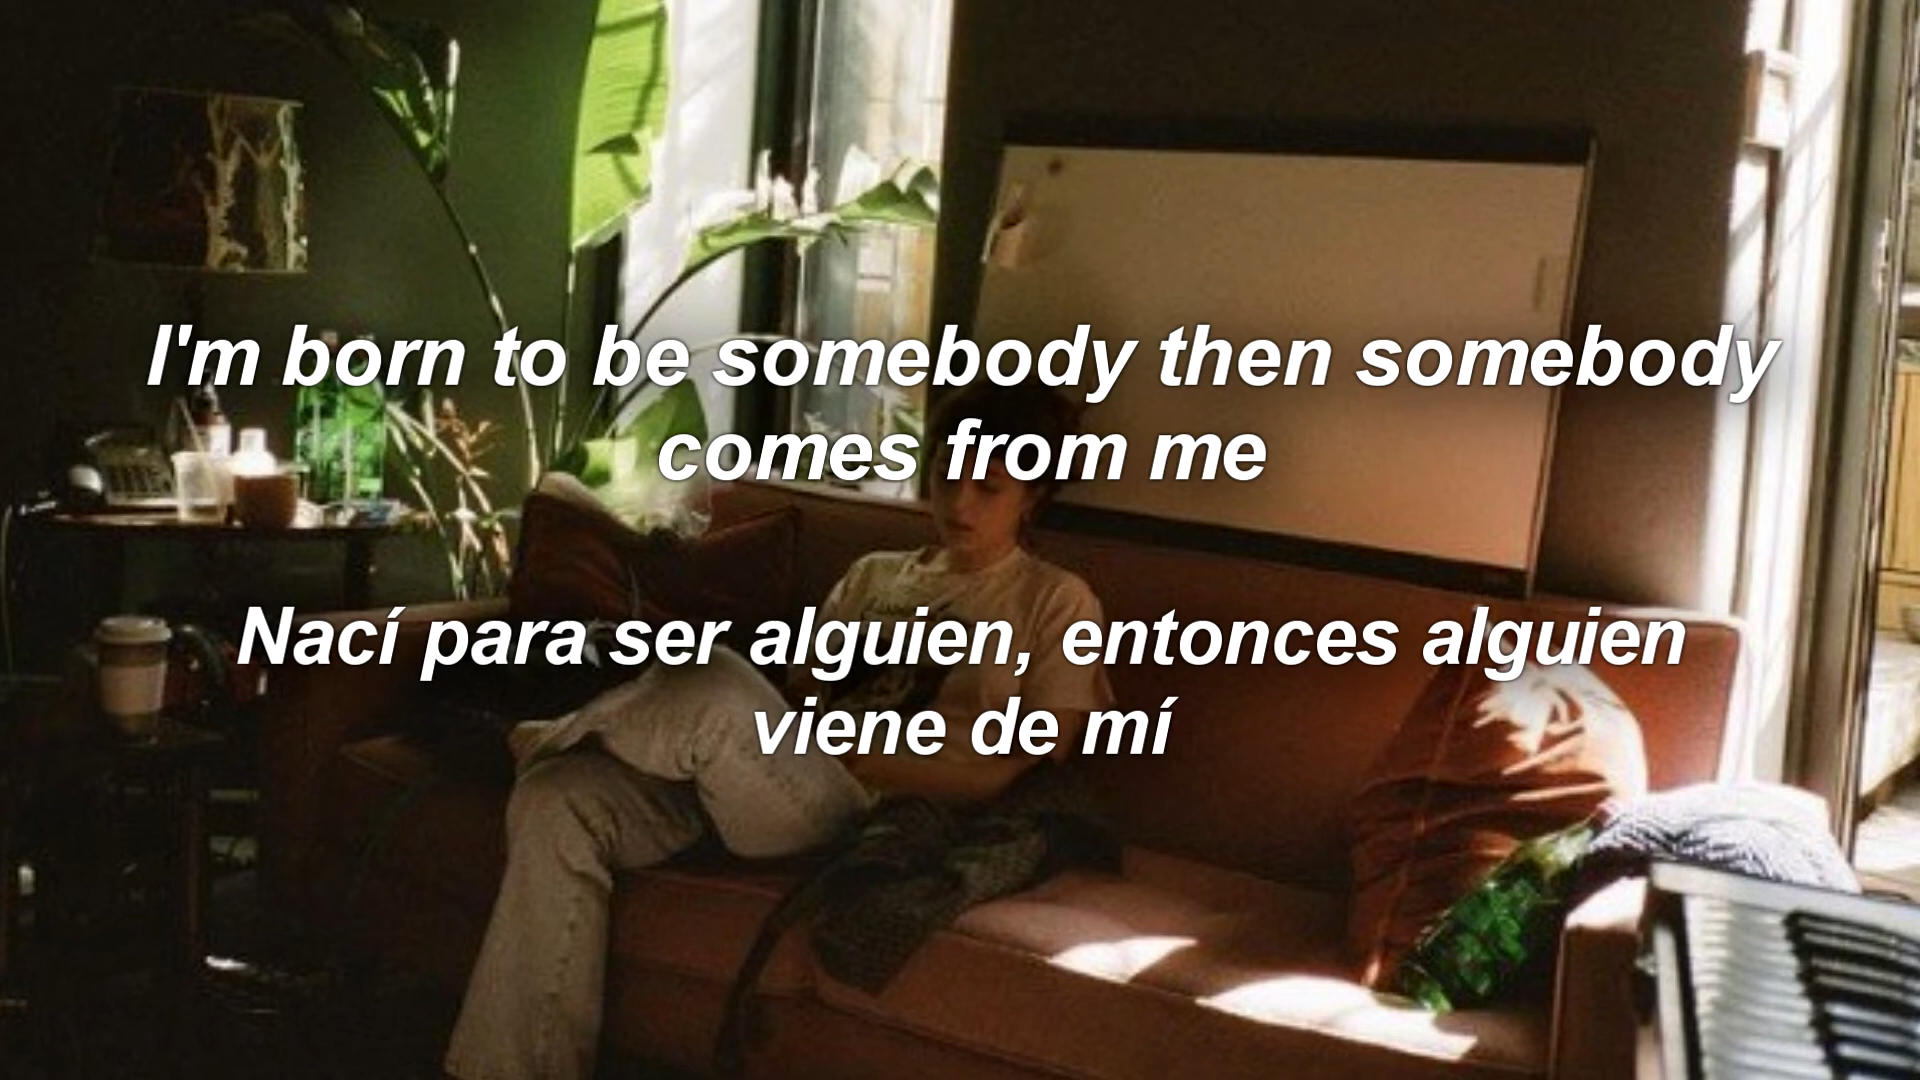 I'm born to be somebody then somebody
comes from me
Nací para ser alguien, entonces alguien
viene de mí